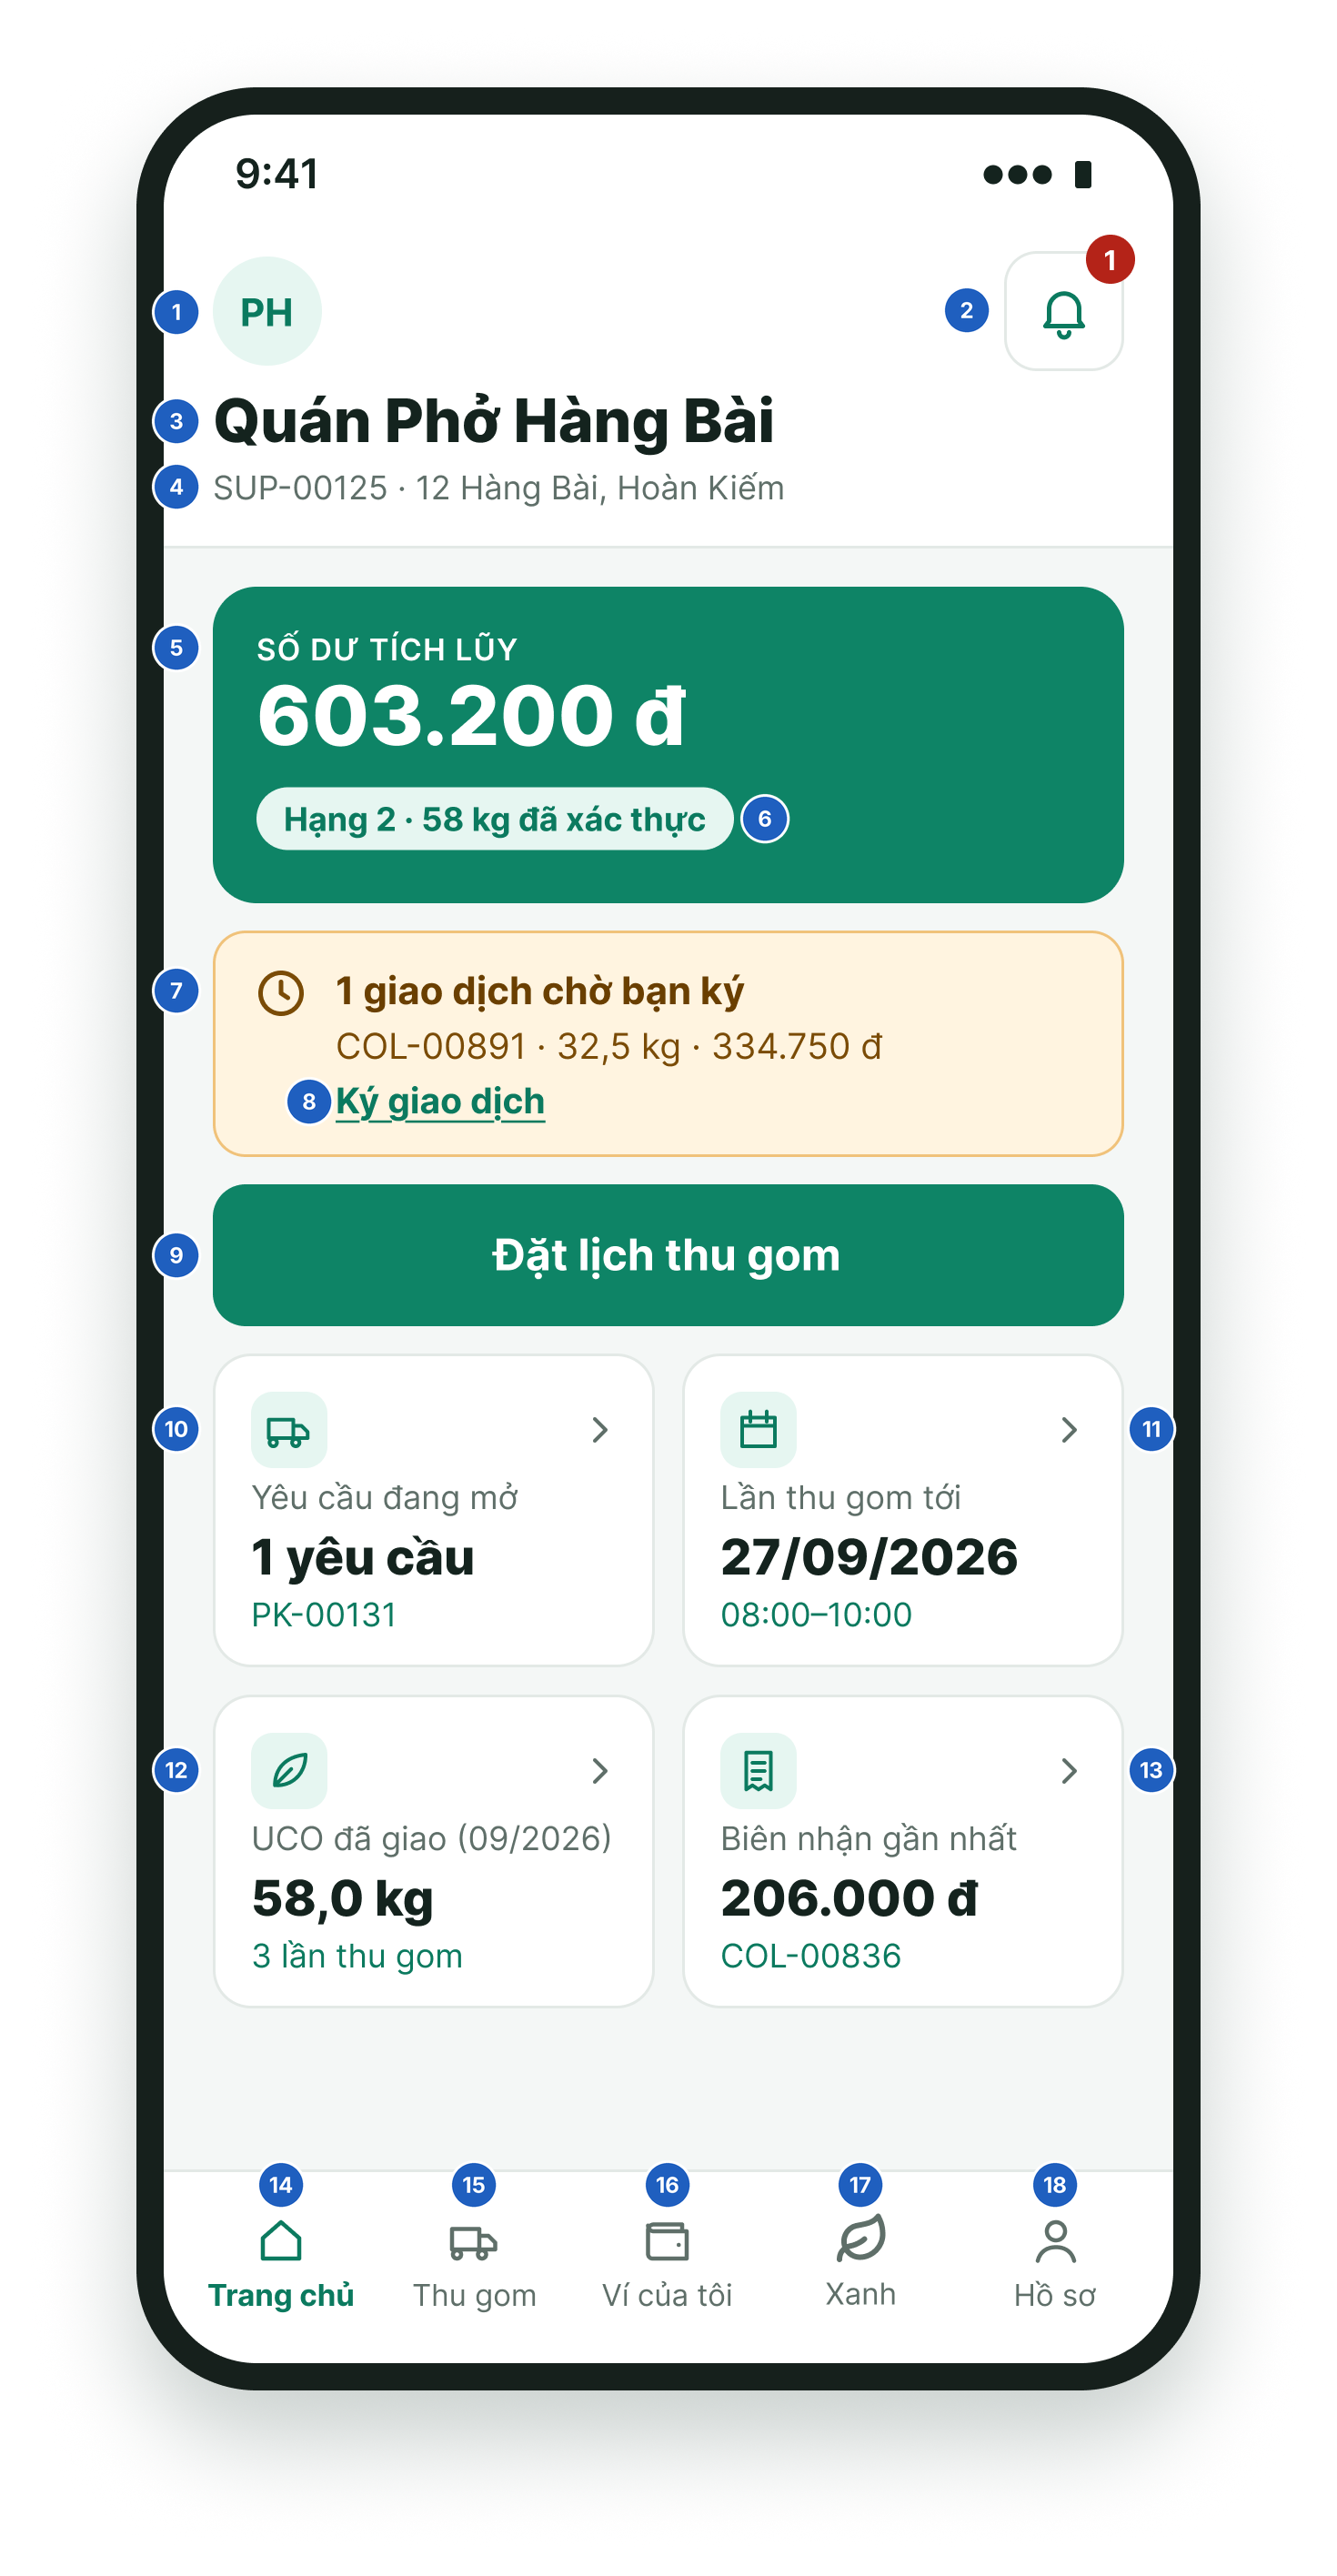 9:41
1
1 PH 2
3 Quán Phở Hàng Bài
4 SUP-00125 · 12 Hàng Bài, Hoàn Kiếm
5 SỐ DƯ TÍCH LŨY
603.200 đ
Hạng 2 · 58 kg đã xác thực 6
7 1 giao dịch chờ bạn ký
COL-00891 · 32,5 kg · 334.750 đ
8 Ký giao dịch
9 Đặt lịch thu gom
10
Yêu cầu đang mở
1 yêu cầu
PK-00131
11
Lần thu gom tới
27/09/2026
08:00–10:00
12
UCO đã giao (09/2026)
58,0 kg
3 lần thu gom
13
Biên nhận gần nhất
206.000 đ
COL-00836
14 15 16 17 18
Trang chủ Thu gom Ví của tôi Xanh Hồ sơ